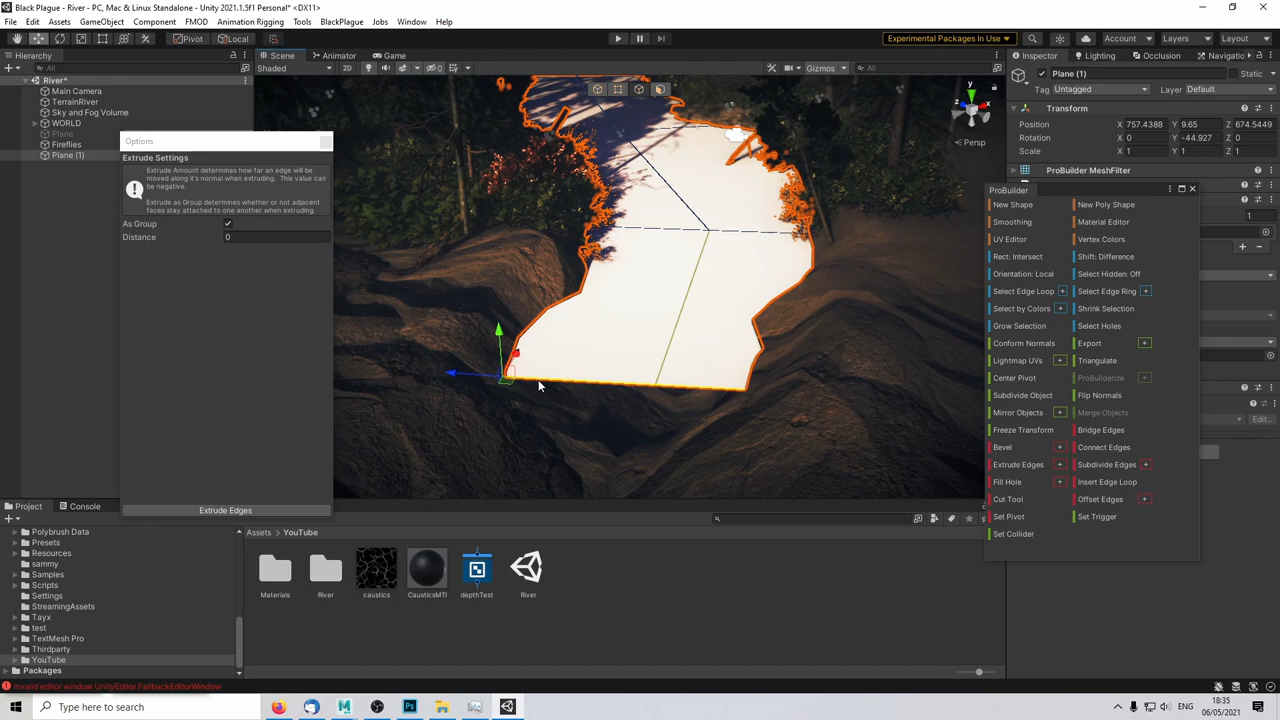 Black Plague - River - PC, Mac & Linux Standalone - Unity 2021.1.5f1 Personal* <DX11>
File Edit Assets GameObject Component FMOD Animation Rigging Tools BlackPlague Jobs Window Help
Pivot Local Experimental Packages In Use Account Layers Layout
Hierarchy Scene Animator Game Inspector Lighting Occlusion Navigation
All Shaded 2D 0 Gizmos All
Plane (1) Static
Tag Untagged Layer Default
River*
Main Camera
TerrainRiver
Sky and Fog Volume
WORLD
Plane
Fireflies
Plane (1)
y
x
Persp
Transform
Position X 757.4388 Y 9.65 Z 674.5449
Rotation X 0 Y -44.927 Z 0
Scale X 1 Y 1 Z 1
ProBuilder MeshFilter
1
Edit...
Options
Extrude Settings
Extrude Amount determines how far an edge will be
moved along it's normal when extruding. This value can
be negative.
Extrude as Group determines whether or not adjacent
faces stay attached to one another when extruding.
As Group
Distance 0
Extrude Edges
ProBuilder
New Shape New Poly Shape
Smoothing Material Editor
UV Editor Vertex Colors
Rect: Intersect Shift: Difference
Orientation: Local Select Hidden: Off
Select Edge Loop + Select Edge Ring +
Select by Colors + Shrink Selection
Grow Selection Select Holes
Conform Normals Export +
Lightmap UVs + Triangulate
Center Pivot ProBuilderize +
Subdivide Object Flip Normals
Mirror Objects + Merge Objects
Freeze Transform Bridge Edges
Bevel + Connect Edges
Extrude Edges + Subdivide Edges +
Fill Hole + Insert Edge Loop
Cut Tool Offset Edges +
Set Pivot Set Trigger
Set Collider
Project Console
Assets > YouTube
Polybrush Data
Presets
Resources
sammy
Samples
Scripts
Settings
StreamingAssets
Tayx
test
TextMesh Pro
Thirdparty
YouTube
Packages
Materials River caustics CausticsMTl depthTest River
Invalid editor window UnityEditor.FallbackEditorWindow
Type here to search
ENG
18:35
06/05/2021